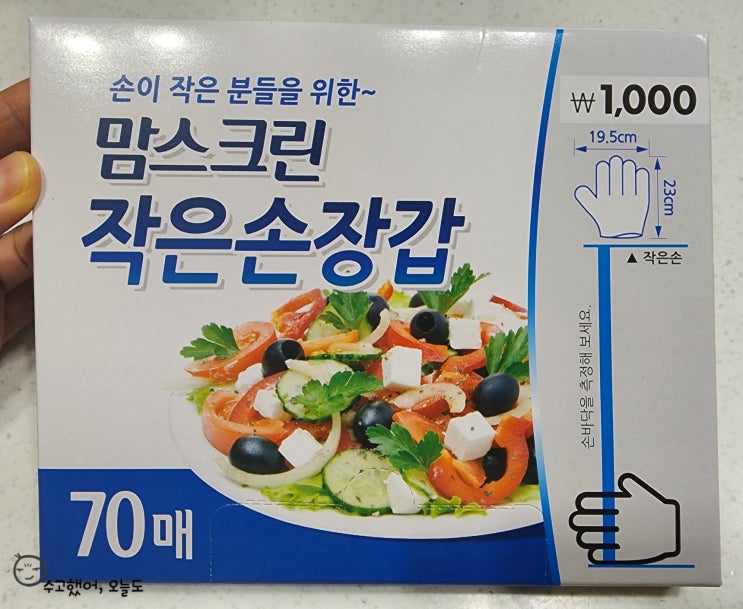 손이 작은 분들을 위한~
맘스크린
작은손장갑
₩1,000
19.5cm
23cm
▲ 작은손
손바닥을 측정해 보세요.
70매
수고했어, 오늘도